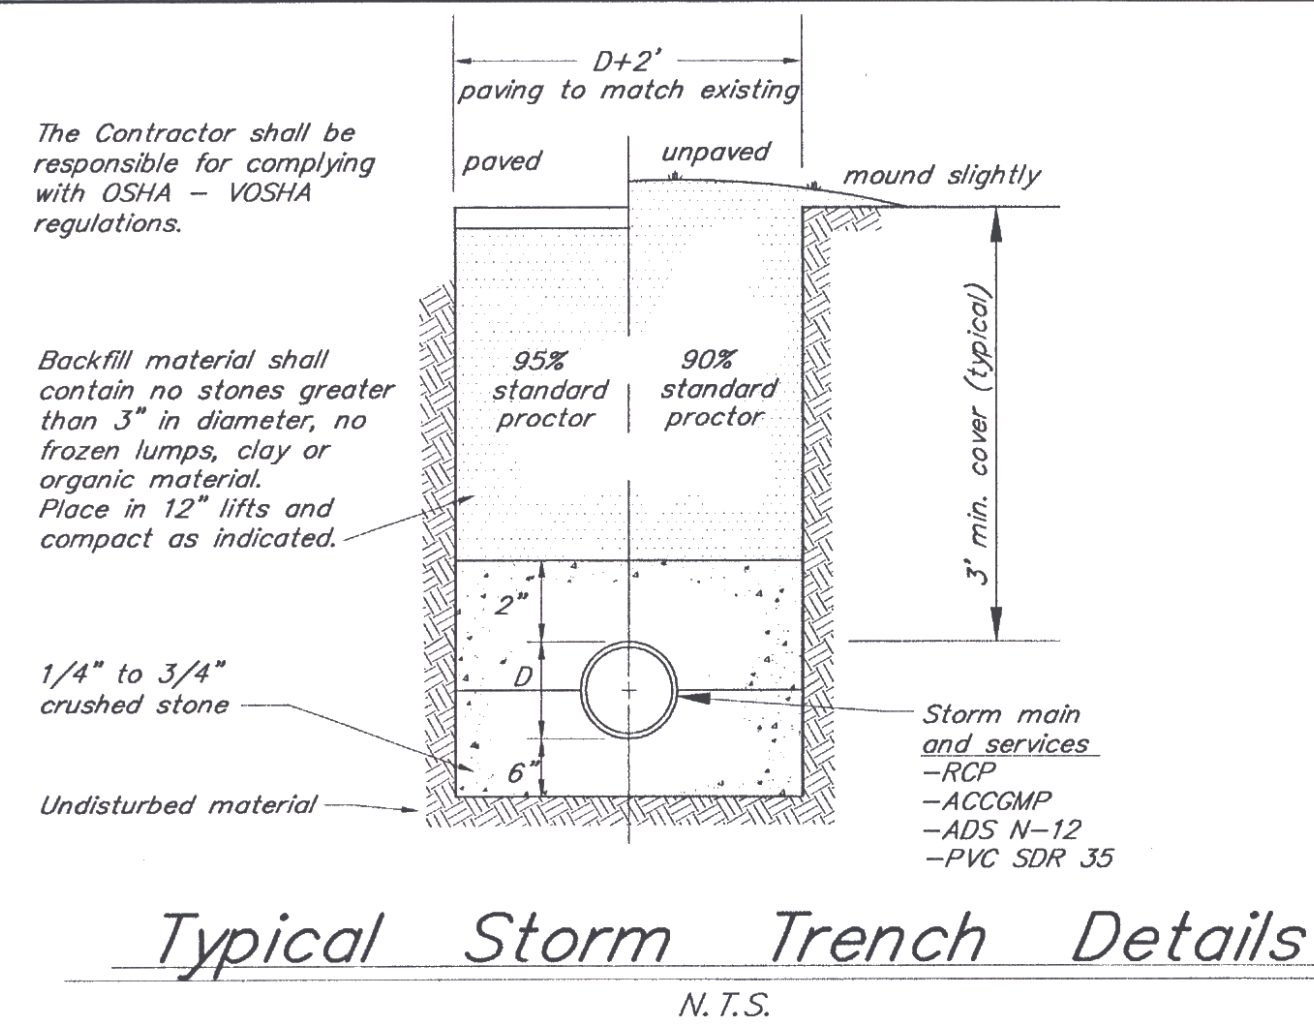 D+2'
paving to match existing
The Contractor shall be
responsible for complying
with OSHA – VOSHA
regulations.
paved
unpaved
mound slightly
Backfill material shall
contain no stones greater
than 3" in diameter, no
frozen lumps, clay or
organic material.
Place in 12" lifts and
compact as indicated.
95%
standard
proctor
90%
standard
proctor
3' min. cover (typical)
2"
D
6"
1/4" to 3/4"
crushed stone
Undisturbed material
Storm main
and services
-RCP
-ACCGMP
-ADS N-12
-PVC SDR 35
Typical Storm Trench Details
N.T.S.